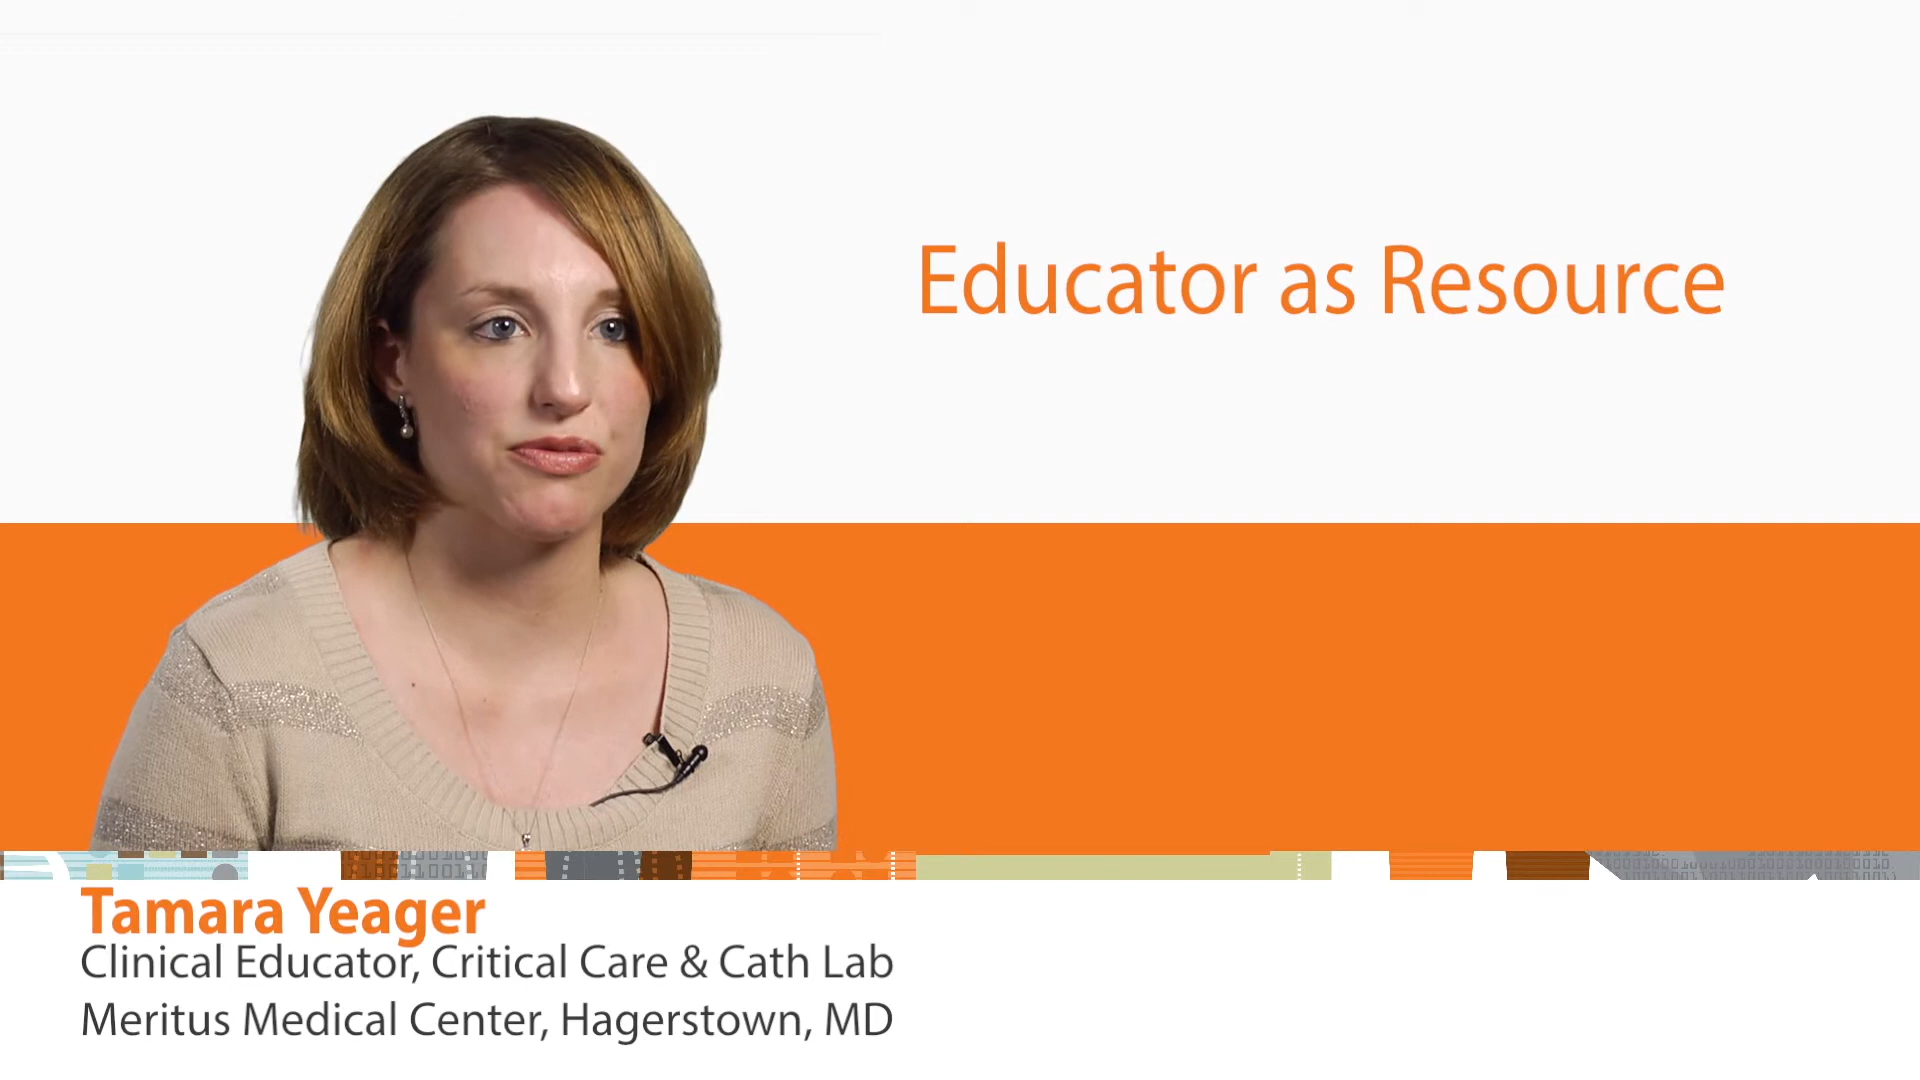 Educator as Resource
Tamara Yeager
Clinical Educator, Critical Care & Cath Lab
Meritus Medical Center, Hagerstown, MD